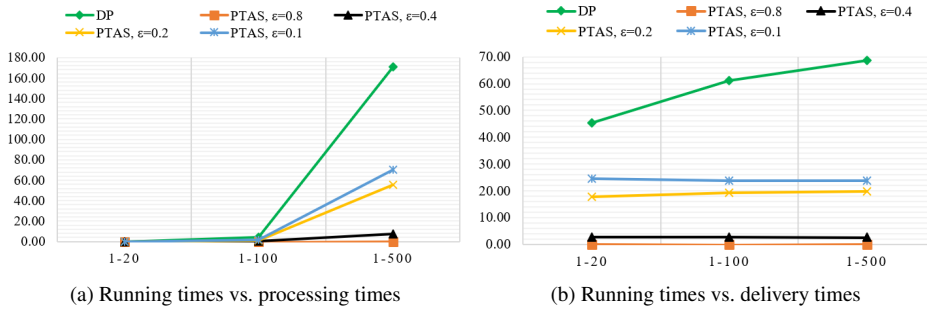 DP PTAS, ε=0.8 PTAS, ε=0.4
PTAS, ε=0.2 PTAS, ε=0.1
180.00
160.00
140.00
120.00
100.00
80.00
60.00
40.00
20.00
0.00
1-20 1-100 1-500
(a) Running times vs. processing times
DP PTAS, ε=0.8 PTAS, ε=0.4
PTAS, ε=0.2 PTAS, ε=0.1
70.00
60.00
50.00
40.00
30.00
20.00
10.00
0.00
1-20 1-100 1-500
(b) Running times vs. delivery times